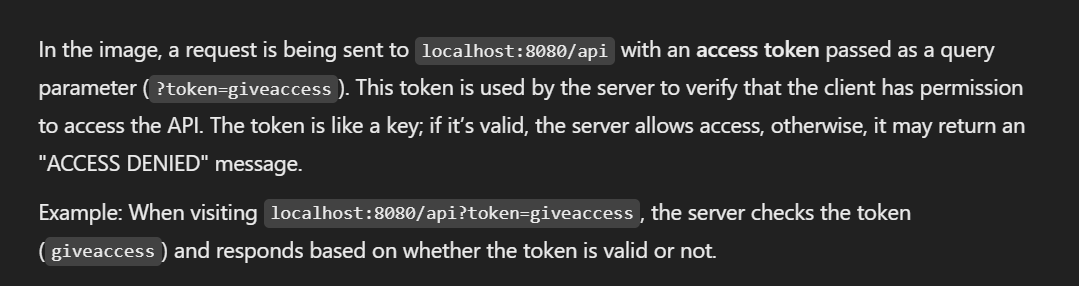 In the image, a request is being sent to localhost:8080/api with an access token passed as a query
parameter ( ?token=giveaccess ). This token is used by the server to verify that the client has permission
to access the API. The token is like a key; if it’s valid, the server allows access, otherwise, it may return an
"ACCESS DENIED" message.
Example: When visiting localhost:8080/api?token=giveaccess , the server checks the token
( giveaccess ) and responds based on whether the token is valid or not.